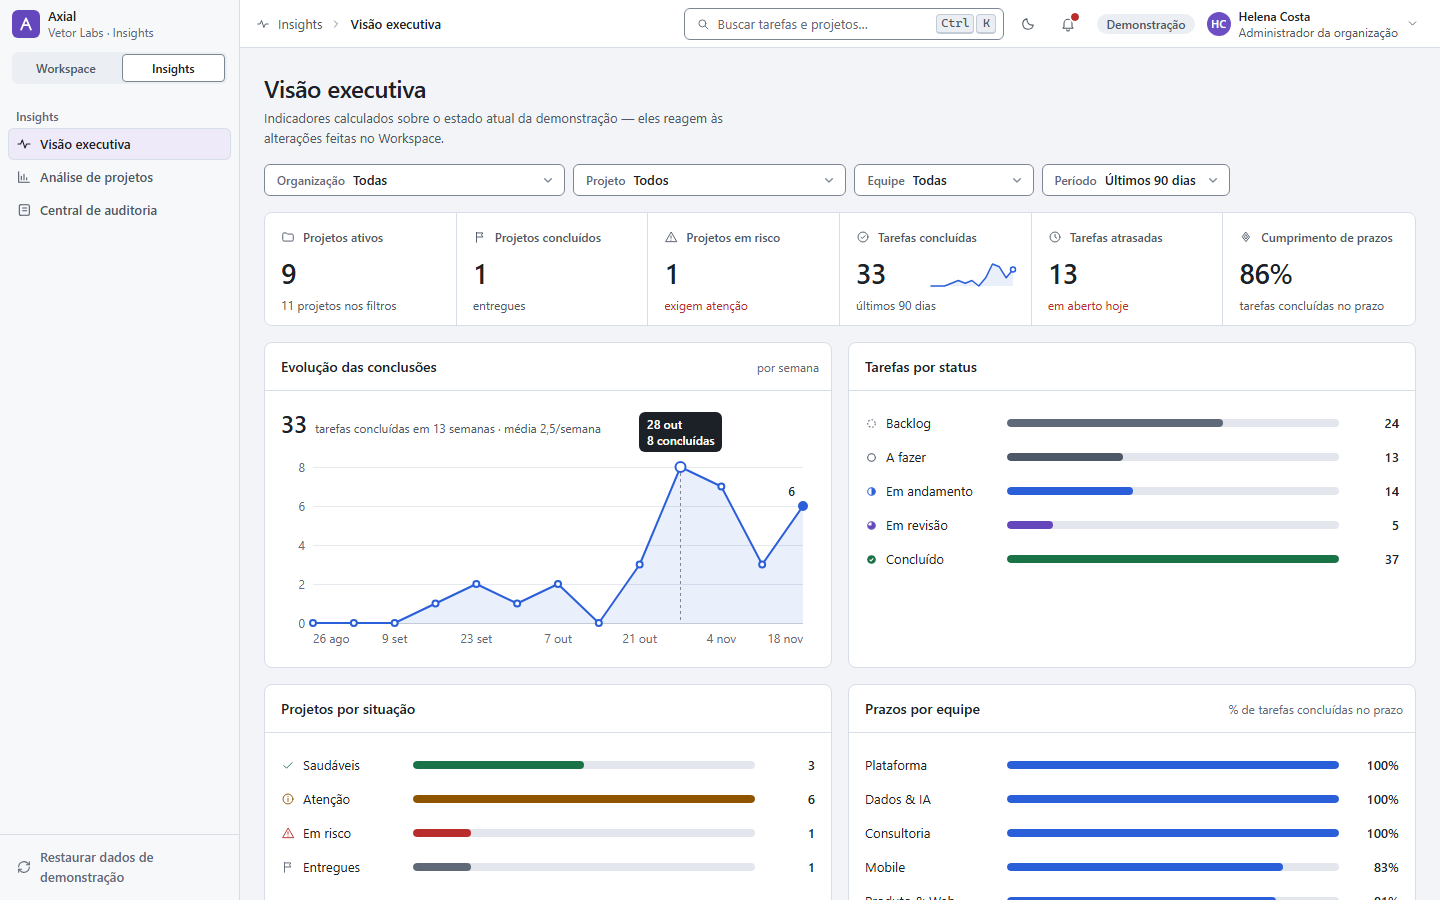 Axial
Vetor Labs · Insights
Workspace
Insights
Insights
Visão executiva
Análise de projetos
Central de auditoria
Restaurar dados de
demonstração
Insights
Visão executiva
Buscar tarefas e projetos...
Ctrl K
Demonstração
HC
Helena Costa
Administrador da organização
Visão executiva
Indicadores calculados sobre o estado atual da demonstração — eles reagem às
alterações feitas no Workspace.
Organização Todas
Projeto Todos
Equipe Todas
Período Últimos 90 dias
Projetos ativos
9
11 projetos nos filtros
Projetos concluídos
1
entregues
Projetos em risco
1
exigem atenção
Tarefas concluídas
33
últimos 90 dias
Tarefas atrasadas
13
em aberto hoje
Cumprimento de prazos
86%
tarefas concluídas no prazo
Evolução das conclusões
por semana
33 tarefas concluídas em 13 semanas · média 2,5/semana
28 out
8 concluídas
8
6
6
4
2
0
26 ago
9 set
23 set
7 out
21 out
4 nov
18 nov
Tarefas por status
Backlog 24
A fazer 13
Em andamento 14
Em revisão 5
Concluído 37
Projetos por situação
Saudáveis 3
Atenção 6
Em risco 1
Entregues 1
Prazos por equipe
% de tarefas concluídas no prazo
Plataforma 100%
Dados & IA 100%
Consultoria 100%
Mobile 83%